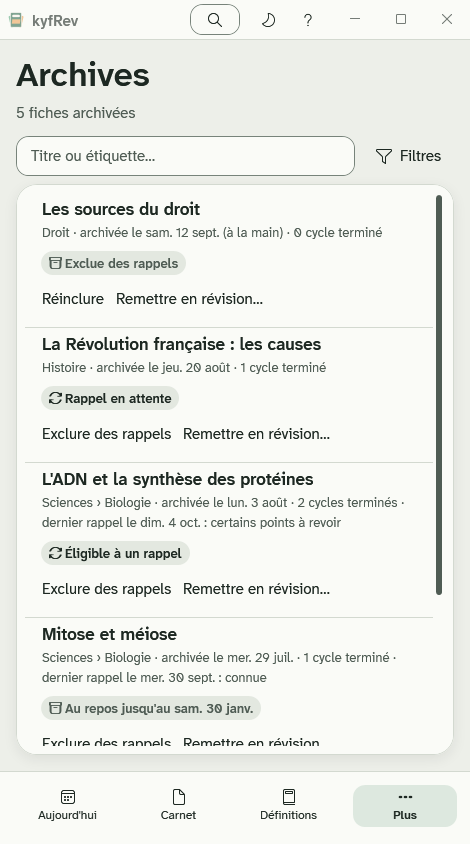 kyfRev
?
Archives
5 fiches archivées
Titre ou étiquette...
Filtres
Les sources du droit
Droit · archivée le sam. 12 sept. (à la main) · 0 cycle terminé
Exclue des rappels
Réinclure Remettre en révision...
La Révolution française : les causes
Histoire · archivée le jeu. 20 août · 1 cycle terminé
Rappel en attente
Exclure des rappels Remettre en révision...
L'ADN et la synthèse des protéines
Sciences › Biologie · archivée le lun. 3 août · 2 cycles terminés ·
dernier rappel le dim. 4 oct. : certains points à revoir
Éligible à un rappel
Exclure des rappels Remettre en révision...
Mitose et méiose
Sciences › Biologie · archivée le mer. 29 juil. · 1 cycle terminé ·
dernier rappel le mer. 30 sept. : connue
Au repos jusqu'au sam. 30 janv.
Exclure des rappels Remettre en révision
Aujourd'hui
Carnet
Définitions
Plus